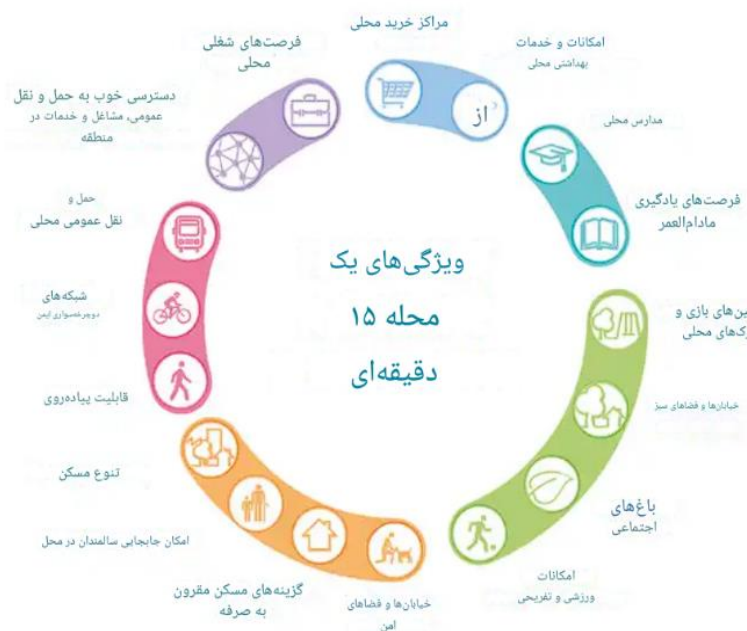 مراکز خرید محلی
امکانات و خدمات
بهداشتی محلی
از
مدارس محلی
فرصت‌های یادگیری
مادام‌العمر
ویژگی‌های یک
محله ۱۵
دقیقه‌ای
های بازی و
های محلی
خیابان‌ها و فضاهای سبز
باغ‌های
اجتماعی
امکانات
ورزشی و تفریحی
خیابان‌ها و فضاهای
امن
گزینه‌های مسکن مقرون
به صرفه
امکان جابجایی سالمندان در محل
تنوع مسکن
قابلیت پیاده‌روی
شبکه‌های
دوچرخه‌سواری ایمن
حمل و
نقل عمومی محلی
دسترسی خوب به حمل و نقل
عمومی، مشاغل و خدمات در
منطقه
فرصت‌های شغلی
محلی